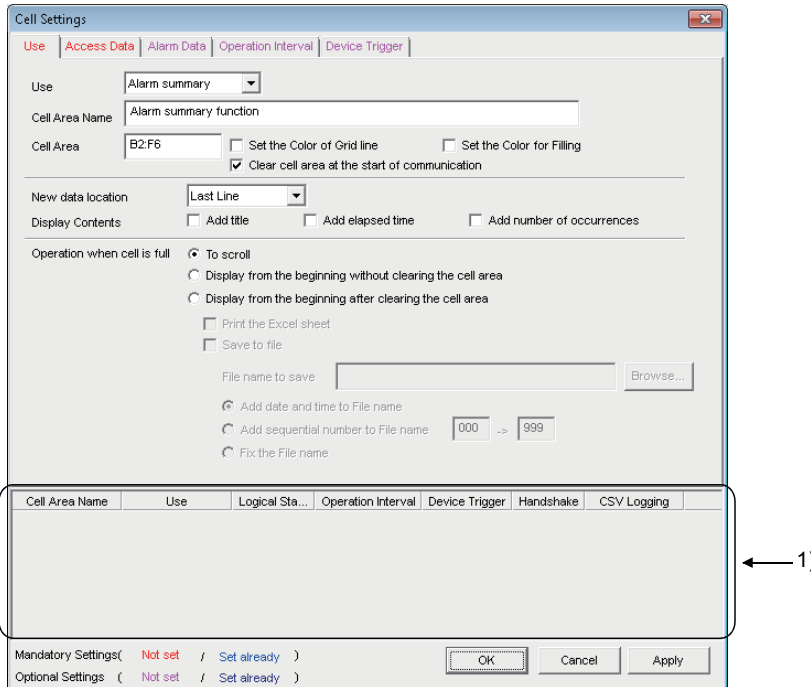 Cell Settings
Use Access Data Alarm Data Operation Interval Device Trigger
Use Alarm summary
Cell Area Name Alarm summary function
Cell Area B2:F6 Set the Color of Grid line Set the Color for Filling
Clear cell area at the start of communication
New data location Last Line
Display Contents Add title Add elapsed time Add number of occurrences
Operation when cell is full To scroll
Display from the beginning without clearing the cell area
Display from the beginning after clearing the cell area
Print the Excel sheet
Save to file
File name to save Browse...
Add date and time to File name
Add sequential number to File name 000 -> 999
Fix the File name
Cell Area Name Use Logical Sta... Operation Interval Device Trigger Handshake CSV Logging
1)
Mandatory Settings( Not set / Set already ) OK Cancel Apply
Optional Settings ( Not set / Set already )